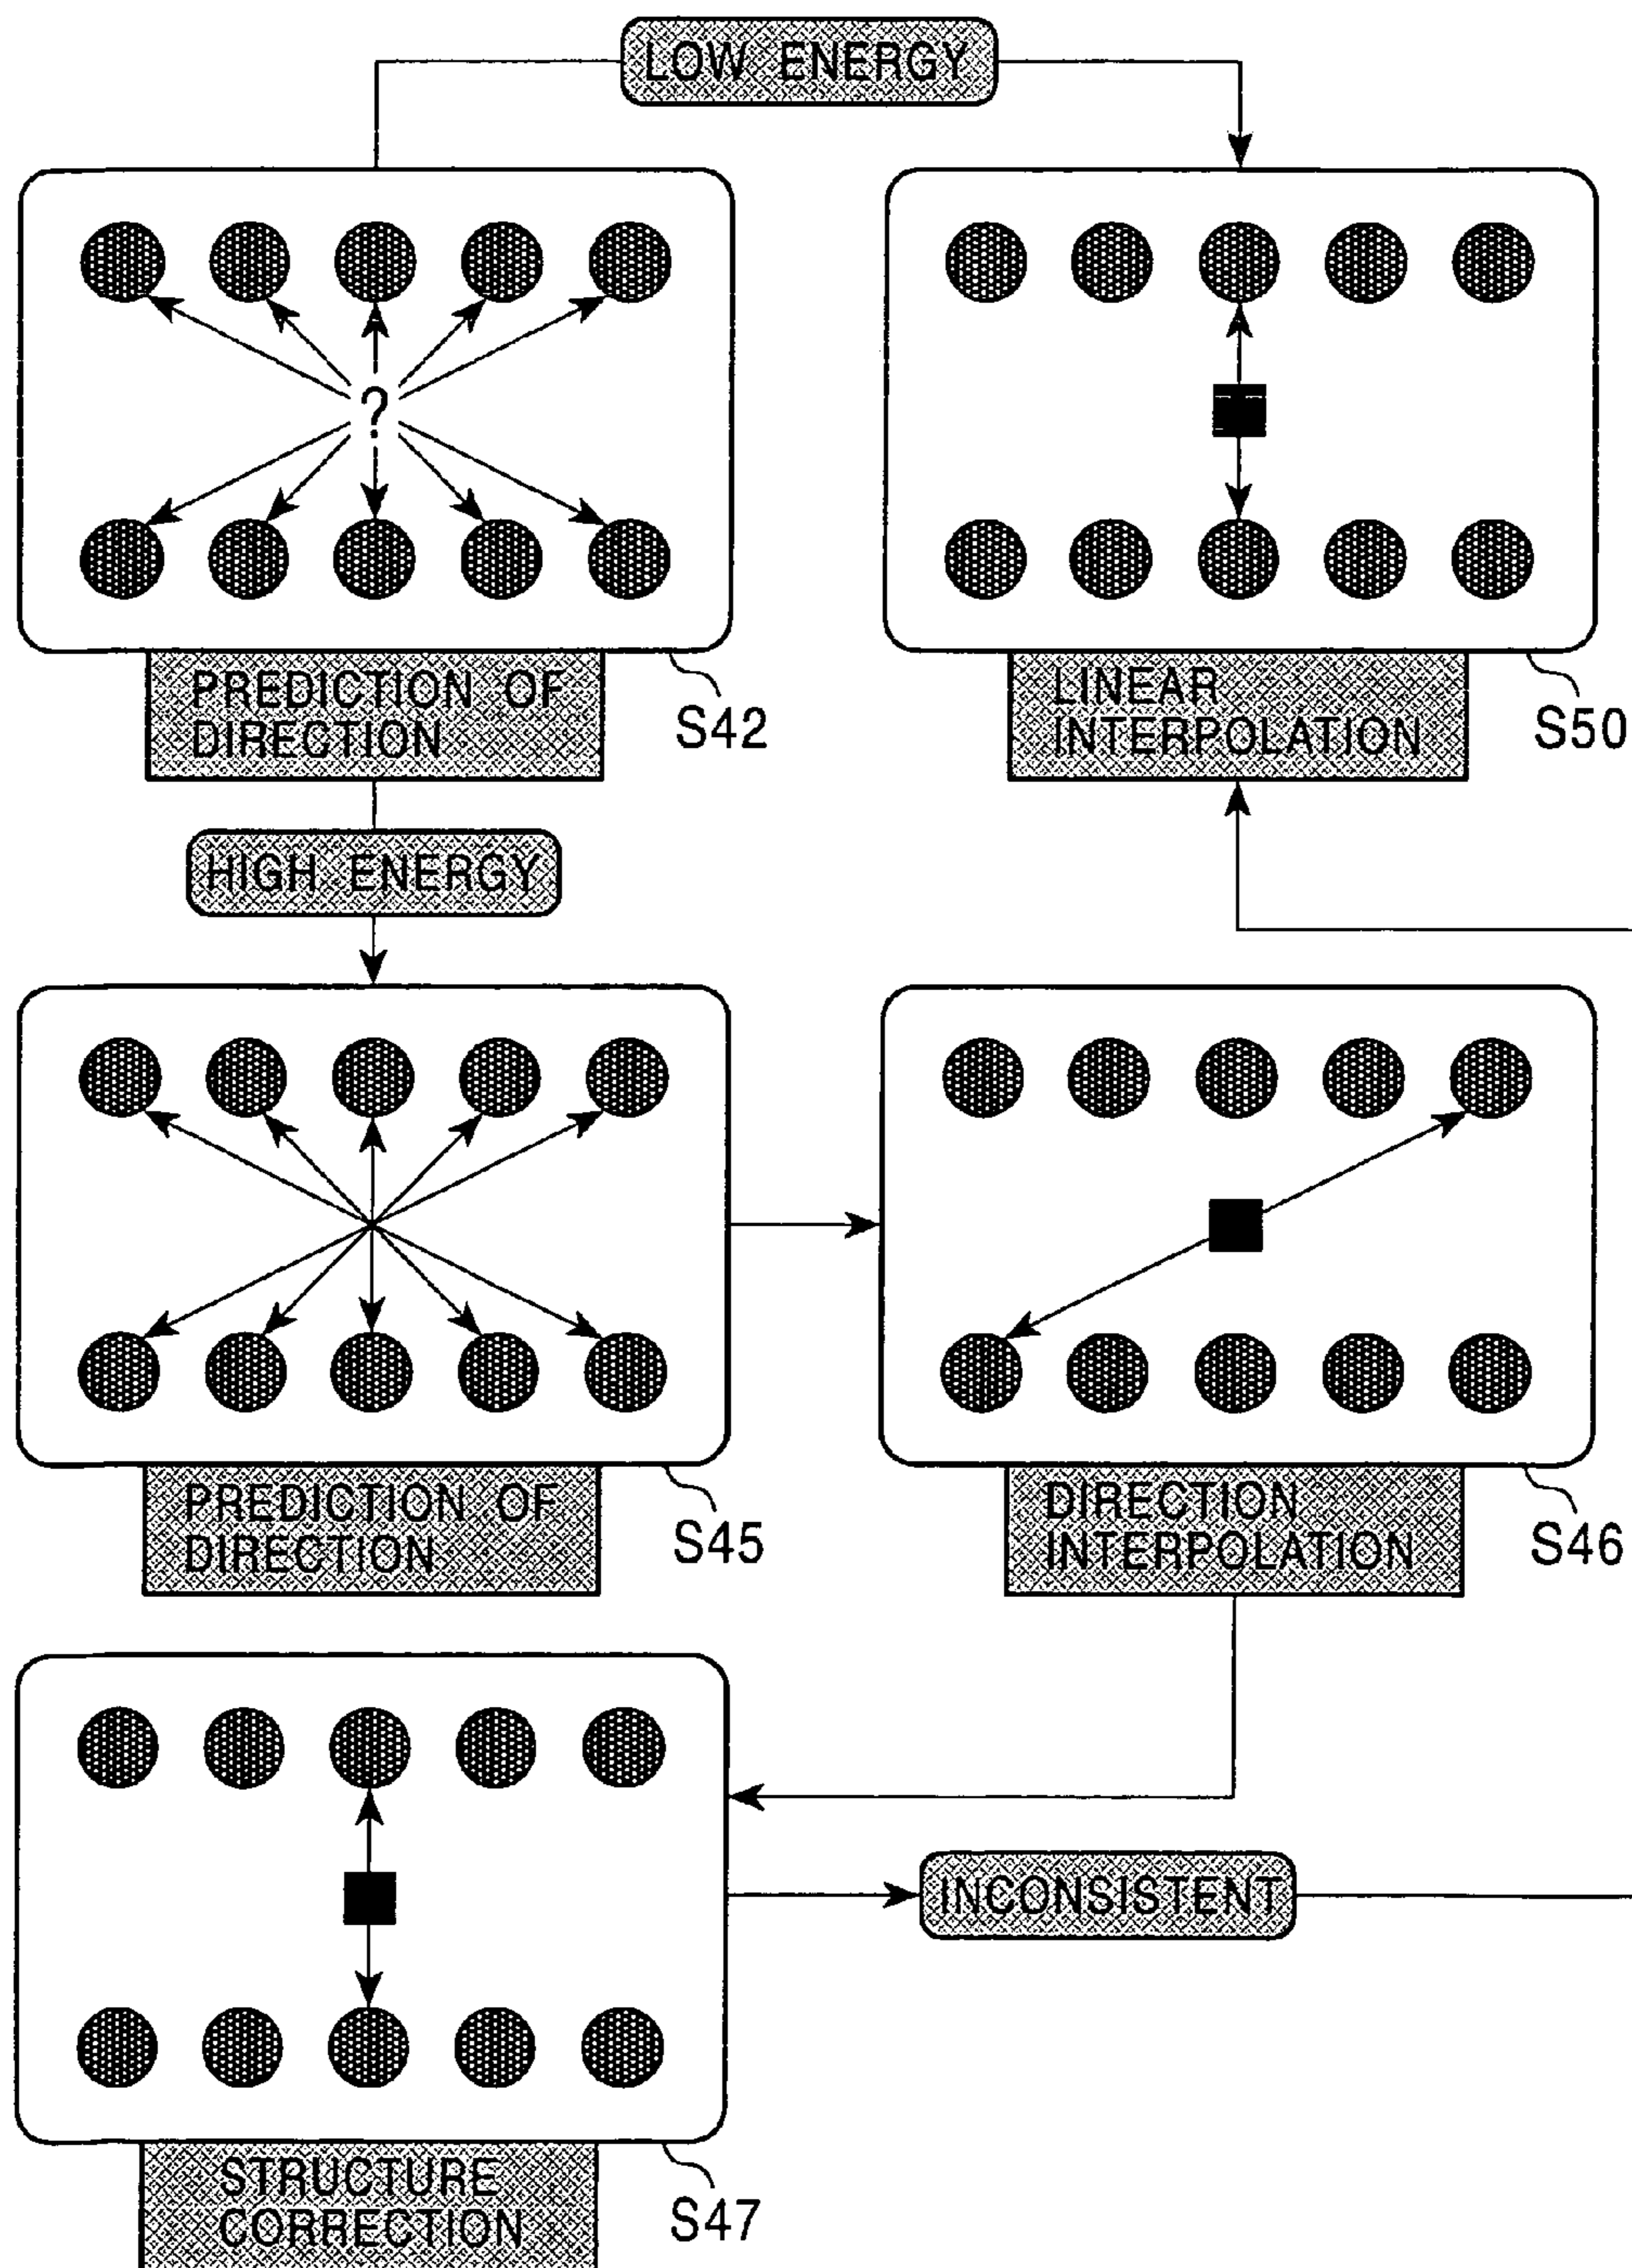 LOW ENERGY
?
PREDICTION OF
DIRECTION
S42
LINEAR
INTERPOLATION
S50
HIGH ENERGY
PREDICTION OF
DIRECTION
S45
DIRECTION
INTERPOLATION
S46
INCONSISTENT
STRUCTURE
CORRECTION
S47